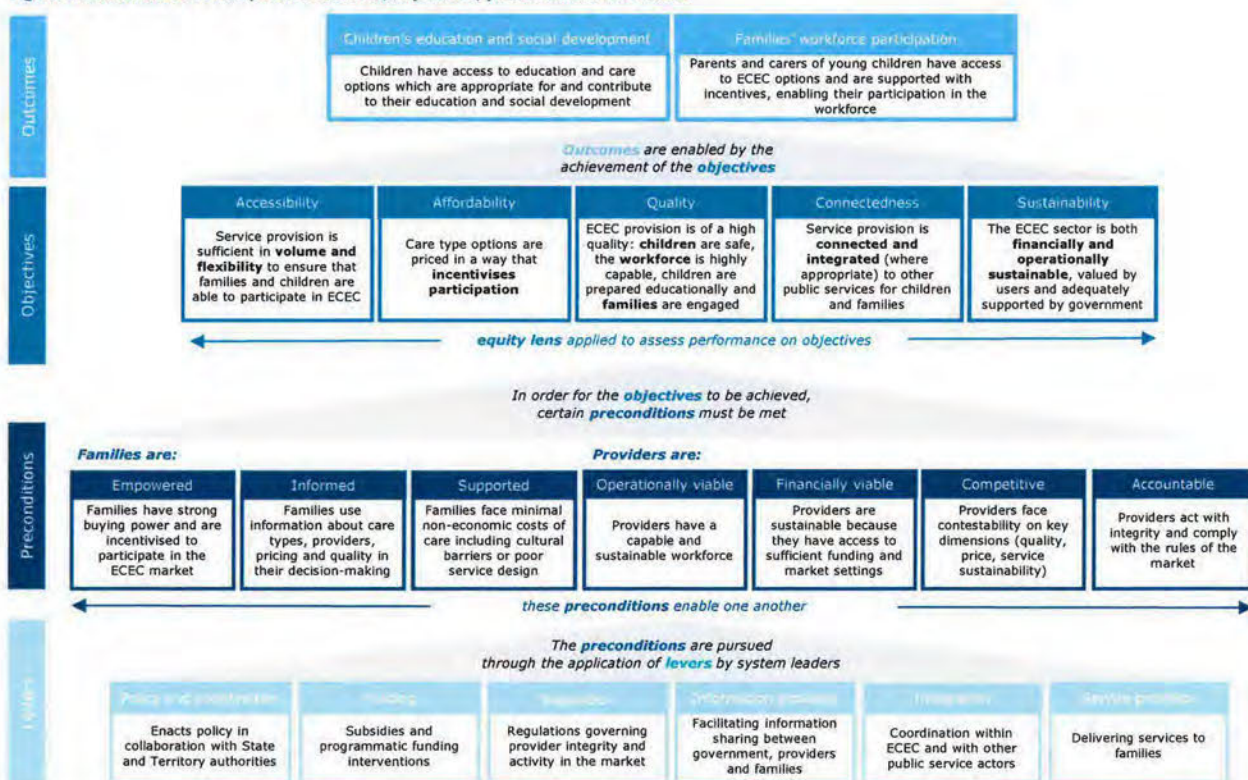 Outcomes
Children's education and social development
Children have access to education and care
options which are appropriate for and contribute
to their education and social development
Families' workforce participation
Parents and carers of young children have access
to ECEC options and are supported with
incentives, enabling their participation in the
workforce
Outcomes are enabled by the
achievement of the objectives
Objectives
Accessibility
Service provision is
sufficient in volume and
flexibility to ensure that
families and children are
able to participate in ECEC
Affordability
Care type options are
priced in a way that
incentivises
participation
Quality
ECEC provision is of a high
quality: children are safe,
the workforce is highly
capable, children are
prepared educationally and
families are engaged
Connectedness
Service provision is
connected and
integrated (where
appropriate) to other
public services for children
and families
Sustainability
The ECEC sector is both
financially and
operationally
sustainable, valued by
users and adequately
supported by government
equity lens applied to assess performance on objectives
In order for the objectives to be achieved,
certain preconditions must be met
Preconditions
Families are:
Empowered
Families have strong
buying power and are
incentivised to
participate in the
ECEC market
Informed
Families use
information about care
types, providers,
pricing and quality in
their decision-making
Supported
Families face minimal
non-economic costs of
care including cultural
barriers or poor
service design
Providers are:
Operationally viable
Providers have a
capable and
sustainable workforce
Financially viable
Providers are
sustainable because
they have access to
sufficient funding and
market settings
Competitive
Providers face
contestability on key
dimensions (quality,
price, service
sustainability)
Accountable
Providers act with
integrity and comply
with the rules of the
market
these preconditions enable one another
The preconditions are pursued
through the application of levers by system leaders
Levers
Enacts policy in
collaboration with State
and Territory authorities
Subsidies and
programmatic funding
interventions
Regulations governing
provider integrity and
activity in the market
Facilitating information
sharing between
government, providers
and families
Coordination within
ECEC and with other
public service actors
Delivering services to
families